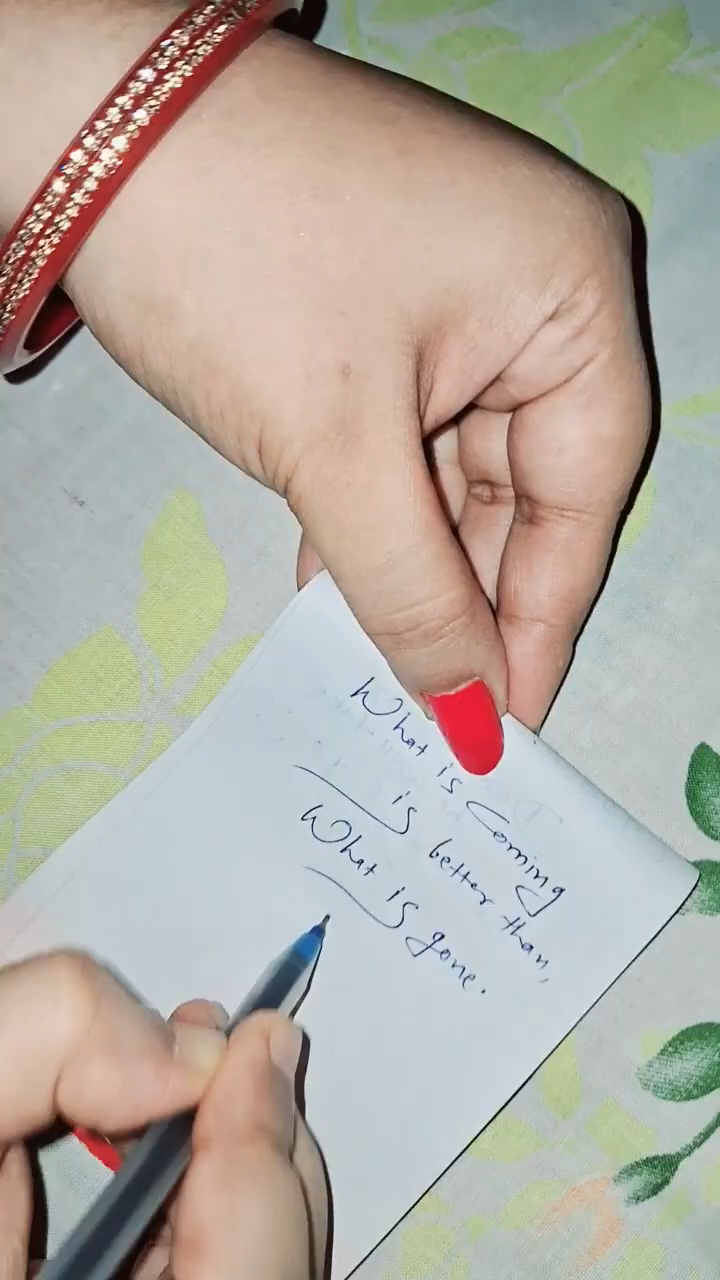 What is Coming
is better than,
What is gone.